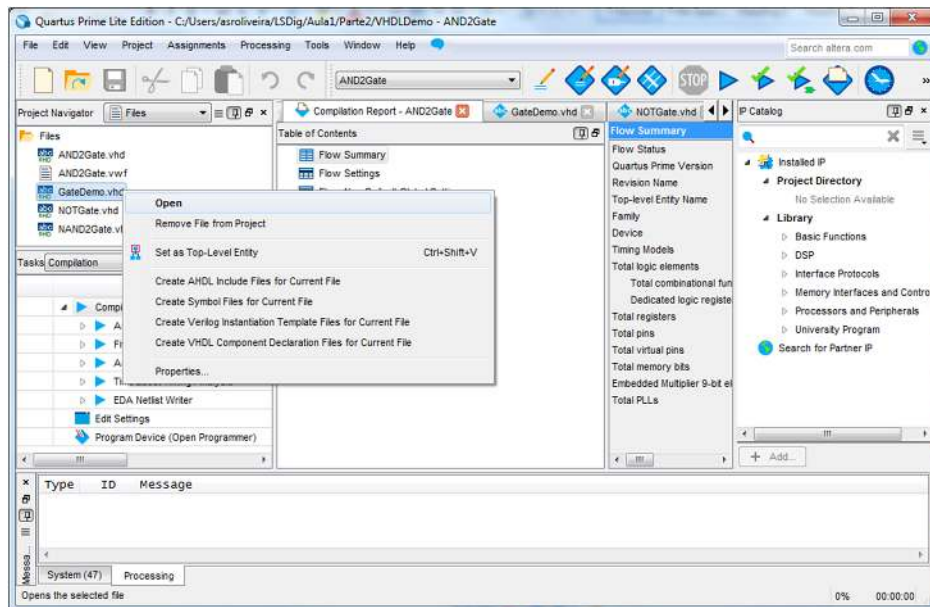 Quartus Prime Lite Edition - C:/Users/asroliveira/LSDig/Aula1/Parte2/VHDLDemo - AND2Gate
File Edit View Project Assignments Processing Tools Window Help
Search altera.com
AND2Gate
STOP
Project Navigator Files
Files
AND2Gate.vhd
AND2Gate.vwf
GateDemo.vhd
NOTGate.vhd
NAND2Gate.vl
Open
Remove File from Project
Set as Top-Level Entity Ctrl+Shift+V
Create AHDL Include Files for Current File
Create Symbol Files for Current File
Create Verilog Instantiation Template Files for Current File
Create VHDL Component Declaration Files for Current File
Properties...
Tasks Compilation
Compi
A
Fi
A
EDA Netlist Writer
Edit Settings
Program Device (Open Programmer)
Compilation Report - AND2Gate GateDemo.vhd NOTGate.vhd
Table of Contents
Flow Summary
Flow Settings
Flow Summary
Flow Status
Quartus Prime Version
Revision Name
Top-level Entity Name
Family
Device
Timing Models
Total logic elements
Total combinational fun
Dedicated logic registe
Total registers
Total pins
Total virtual pins
Total memory bits
Embedded Multiplier 9-bit el
Total PLLs
IP Catalog
Installed IP
Project Directory
No Selection Available
Library
Basic Functions
DSP
Interface Protocols
Memory Interfaces and Contro
Processors and Peripherals
University Program
Search for Partner IP
+ Add...
Type ID Message
Messa...
System (47) Processing
Opens the selected file
0% 00:00:00